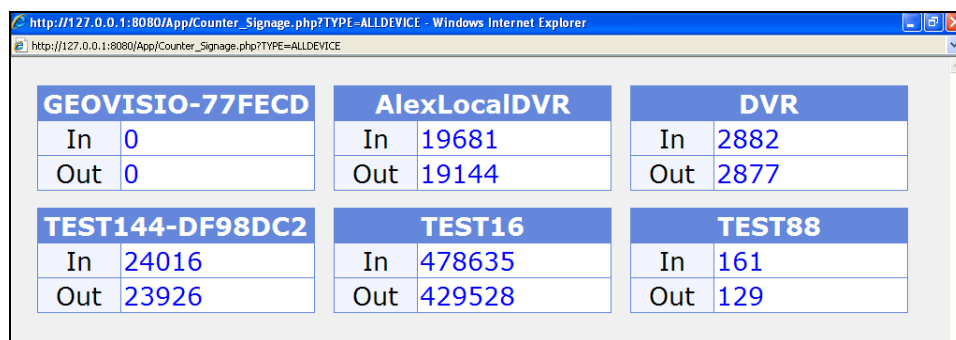 http://127.0.0.1:8080/App/Counter_Signage.php?TYPE=ALLDEVICE - Windows Internet Explorer
http://127.0.0.1:8080/App/Counter_Signage.php?TYPE=ALLDEVICE
GEOVISIO-77FECD
In 0
Out 0
AlexLocalDVR
In 19681
Out 19144
DVR
In 2882
Out 2877
TEST144-DF98DC2
In 24016
Out 23926
TEST16
In 478635
Out 429528
TEST88
In 161
Out 129